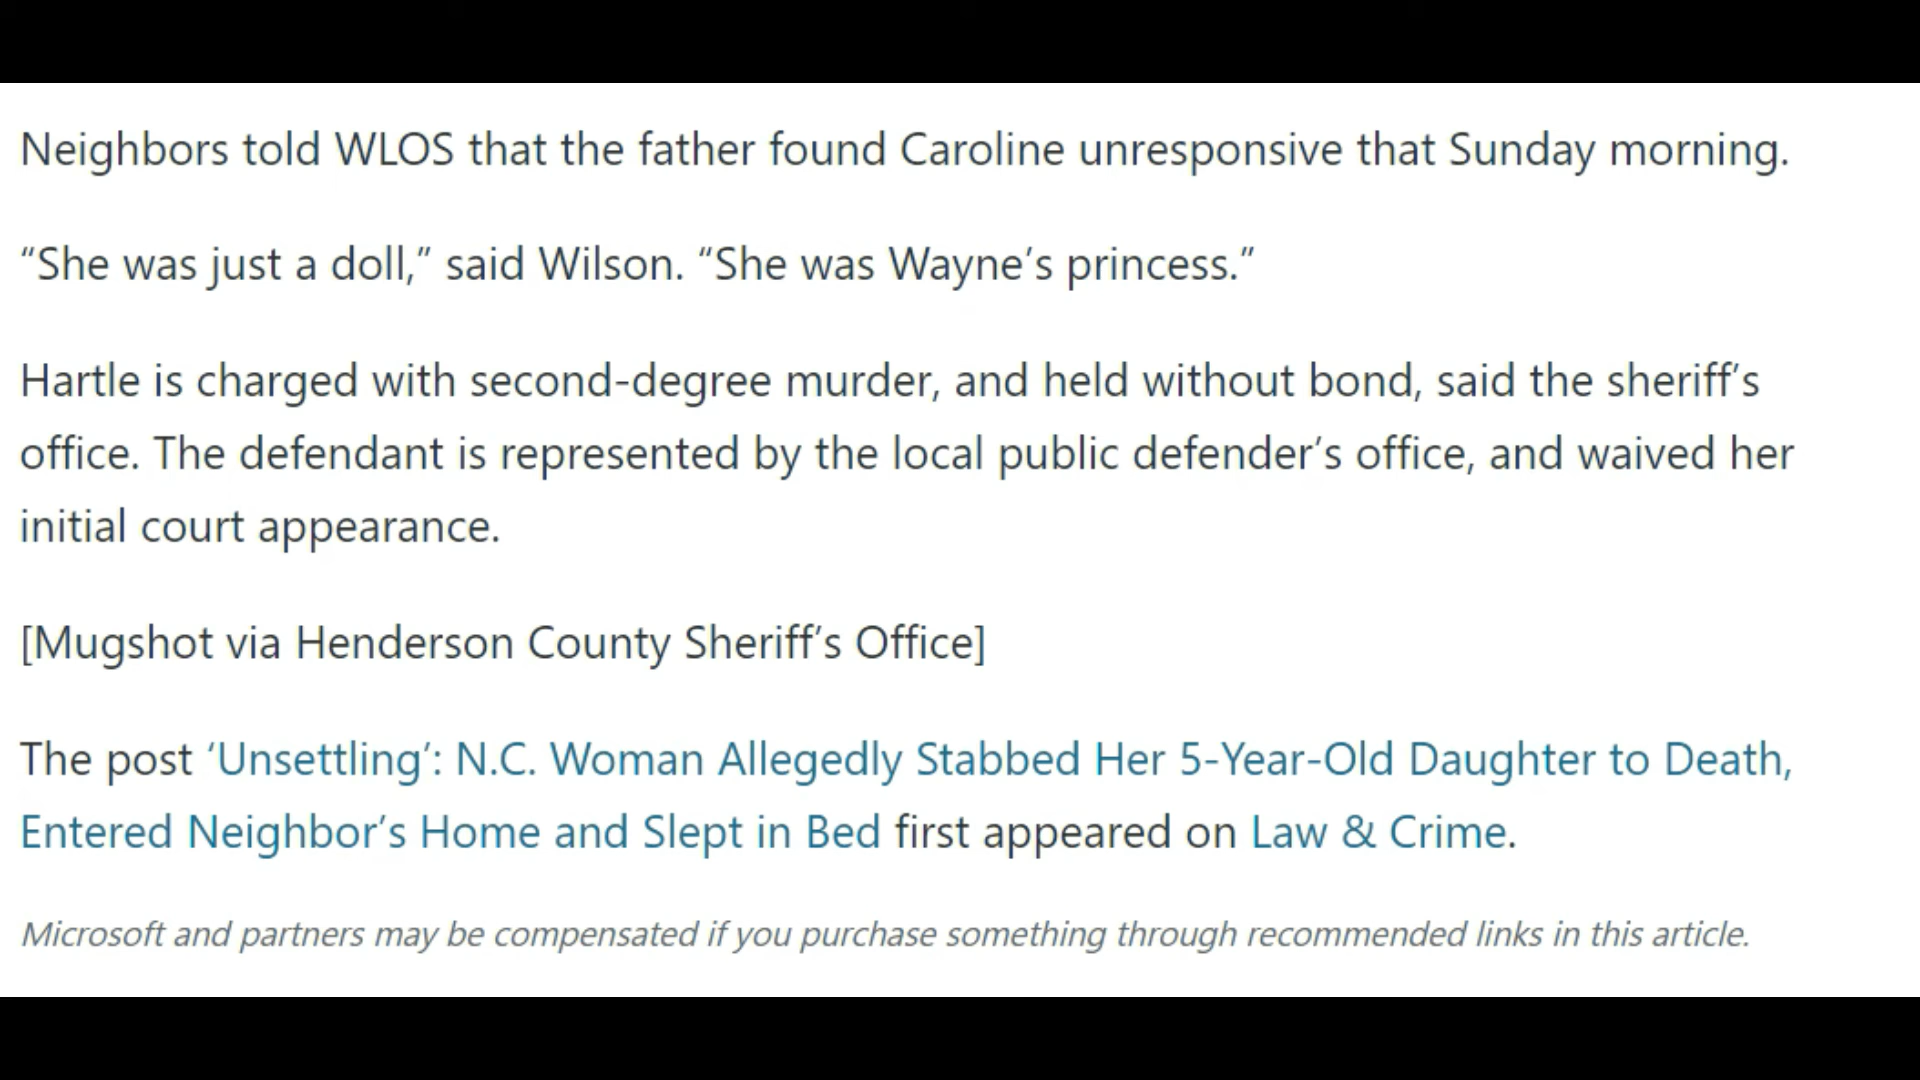 Neighbors told WLOS that the father found Caroline unresponsive that Sunday morning.
“She was just a doll,” said Wilson. “She was Wayne’s princess.”
Hartle is charged with second-degree murder, and held without bond, said the sheriff’s
office. The defendant is represented by the local public defender’s office, and waived her
initial court appearance.
[Mugshot via Henderson County Sheriff’s Office]
The post ‘Unsettling’: N.C. Woman Allegedly Stabbed Her 5-Year-Old Daughter to Death,
Entered Neighbor’s Home and Slept in Bed first appeared on Law & Crime.
Microsoft and partners may be compensated if you purchase something through recommended links in this article.